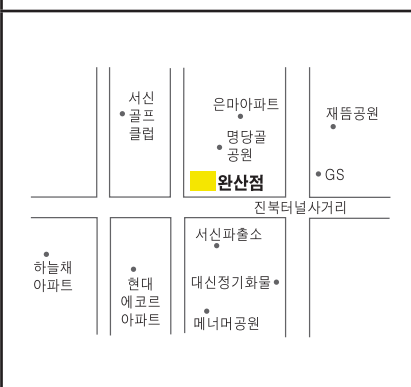 서신
골프
클럽
은마아파트
명당골
공원
재뜸공원
완산점
GS
진북터널사거리
서신파출소
하늘채
아파트
현대
에코르
아파트
대신정기화물
메너머공원